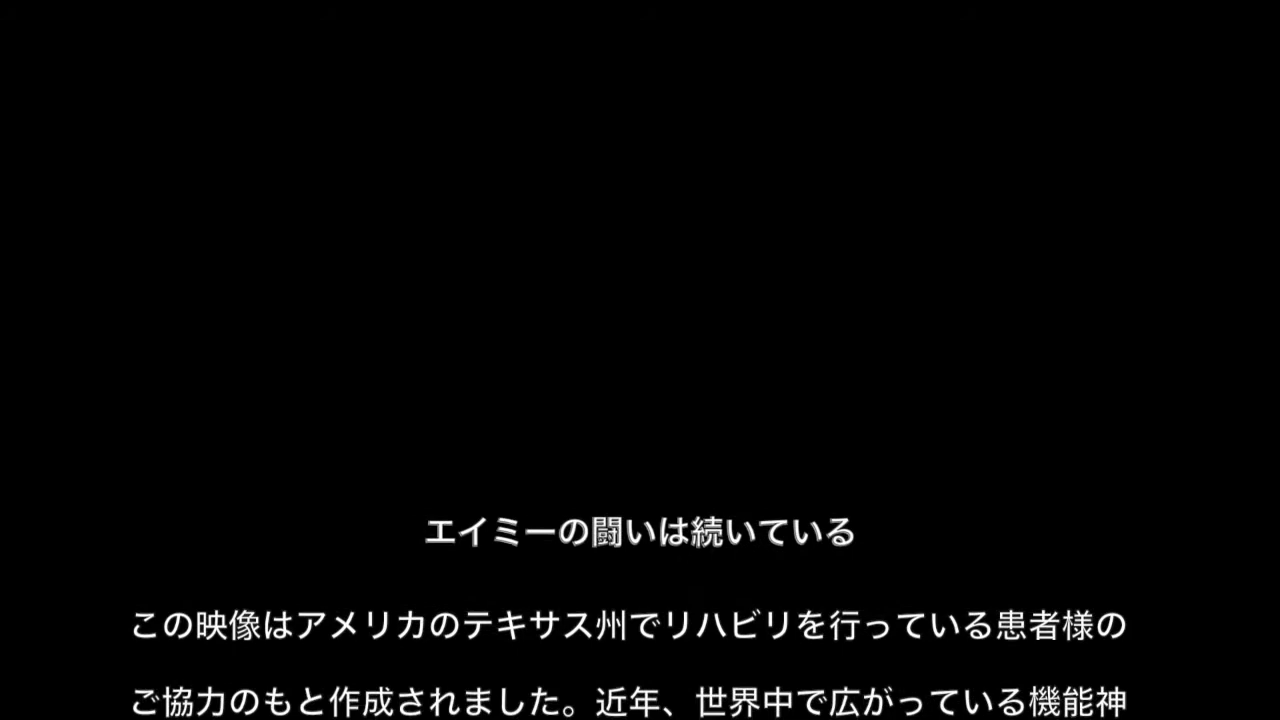 エイミーの闘いは続いている
この映像はアメリカのテキサス州でリハビリを行っている患者様の
ご協力のもと作成されました。近年、世界中で広がっている機能神